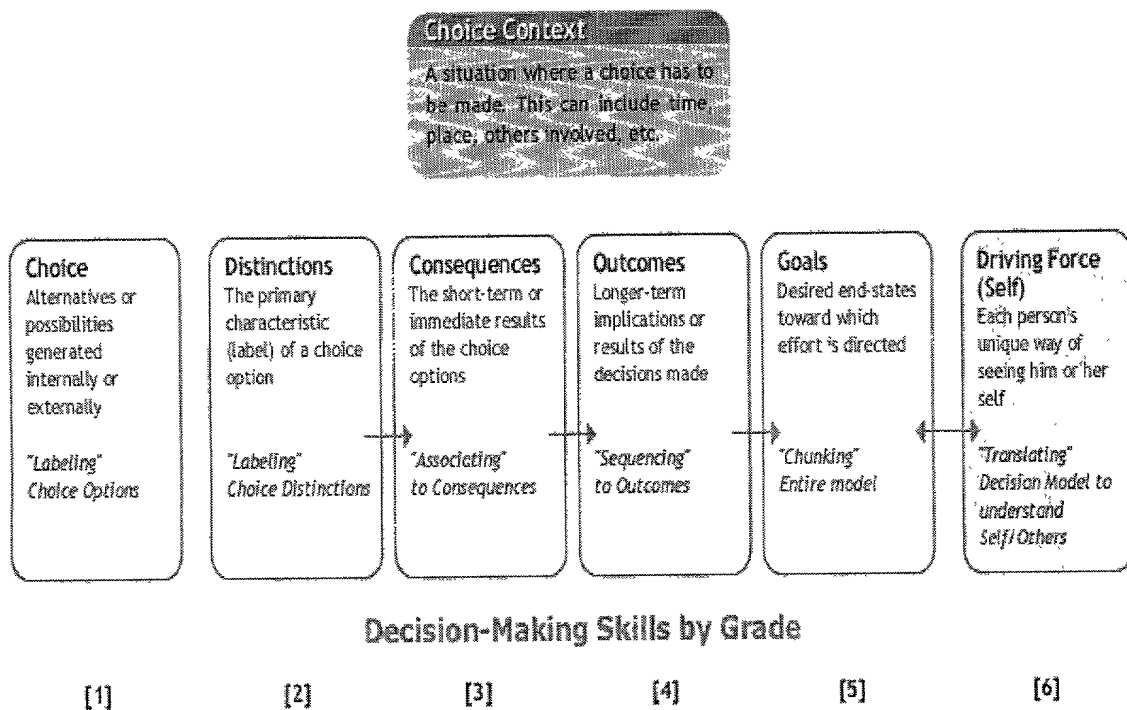 Choice Context
A situation where a choice has to
be made. This can include time,
place, others involved, etc.
Choice
Alternatives or
possibilities
generated
internally or
externally
"Labeling"
Choice Options
Distinctions
The primary
characteristic
(label) of a choice
option
"Labeling"
Choice Distinctions
Consequences
The short-term or
immediate results
of the choice
options
"Associating"
to Consequences
Outcomes
Longer-term
implications or
results of the
decisions made
"Sequencing"
to Outcomes
Goals
Desired end-states
toward which
effort is directed
"Chunking"
Entire model
Driving Force
(Self)
Each person's
unique way of
seeing him or her
self
"Translating"
Decision Model to
understand
Self/Others
Decision-Making Skills by Grade
[1] [2] [3] [4] [5] [6]